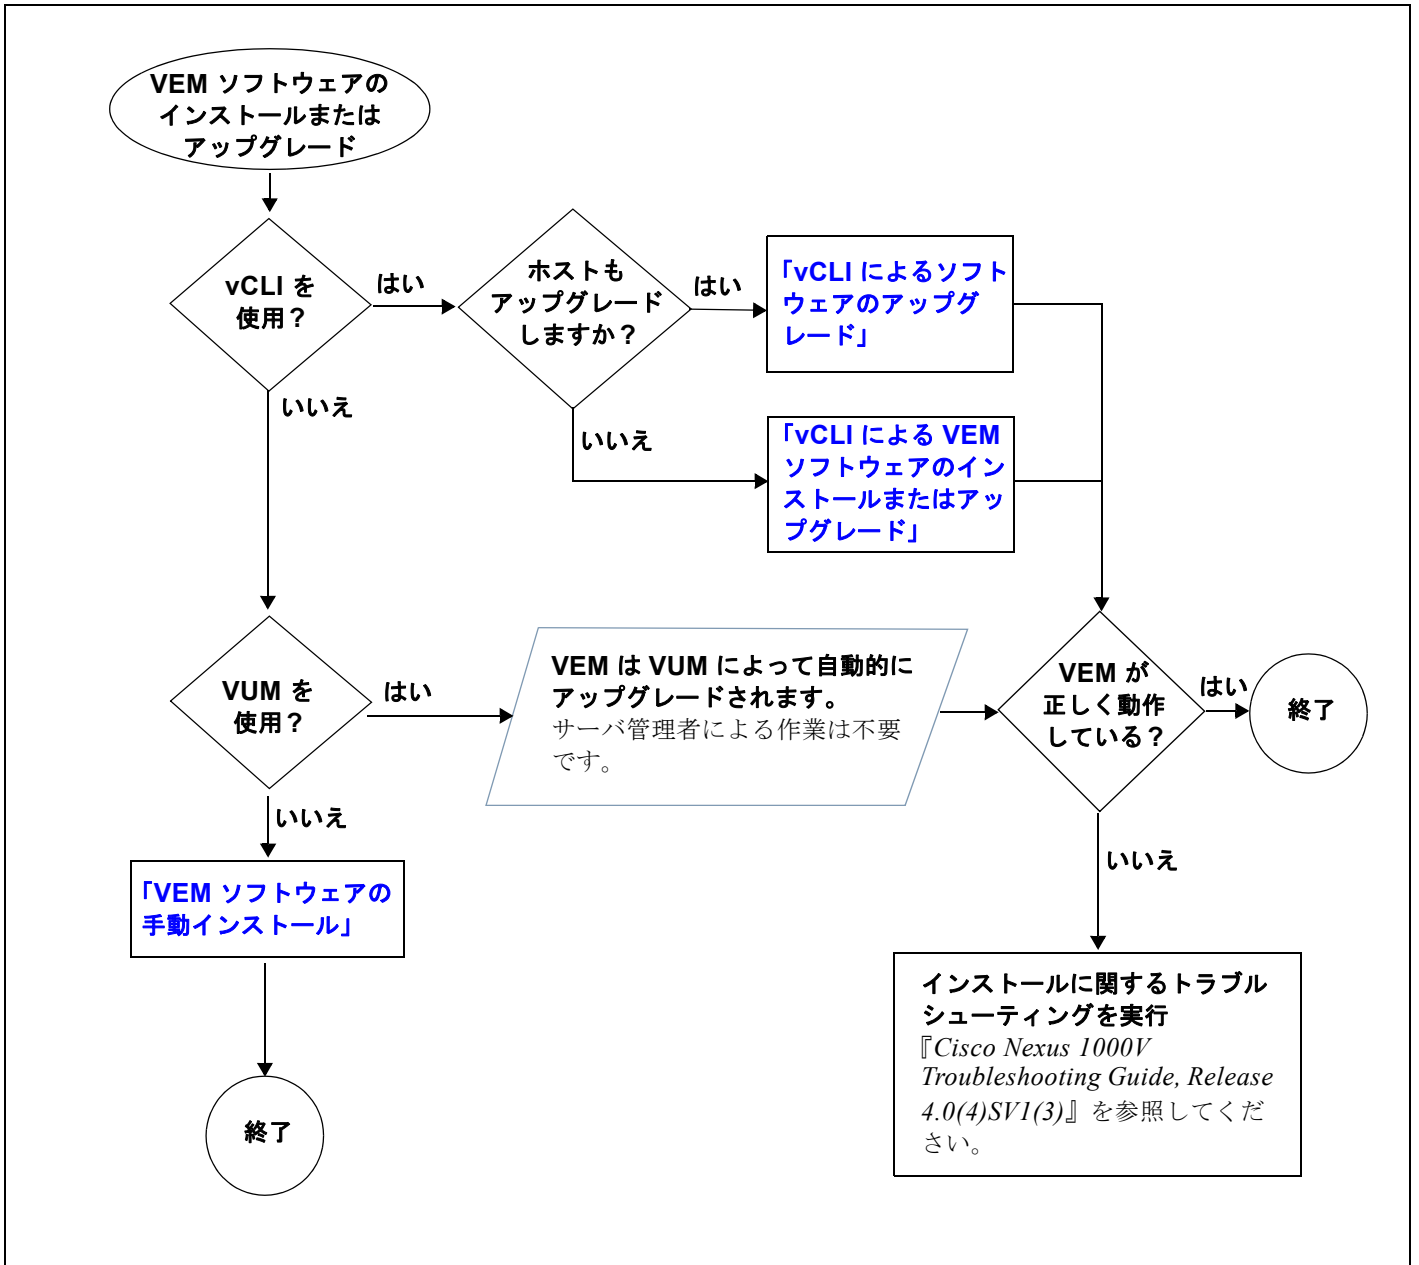 VEM ソフトウェアの
インストールまたは
アップグレード
vCLI を
使用？
はい
ホストも
アップグレード
しますか？
はい
「vCLI によるソフト
ウェアのアップグ
レード」
いいえ
いいえ
「vCLI による VEM
ソフトウェアのイン
ストールまたはアッ
プグレード」
VUM を
使用？
はい
VEM は VUM によって自動的に
アップグレードされます。
サーバ管理者による作業は不要
です。
VEM が
正しく動作
している？
はい
終了
いいえ
「VEM ソフトウェアの
手動インストール」
いいえ
インストールに関するトラブル
シューティングを実行
『Cisco Nexus 1000V
Troubleshooting Guide, Release
4.0(4)SV1(3)』を参照してくだ
さい。
終了